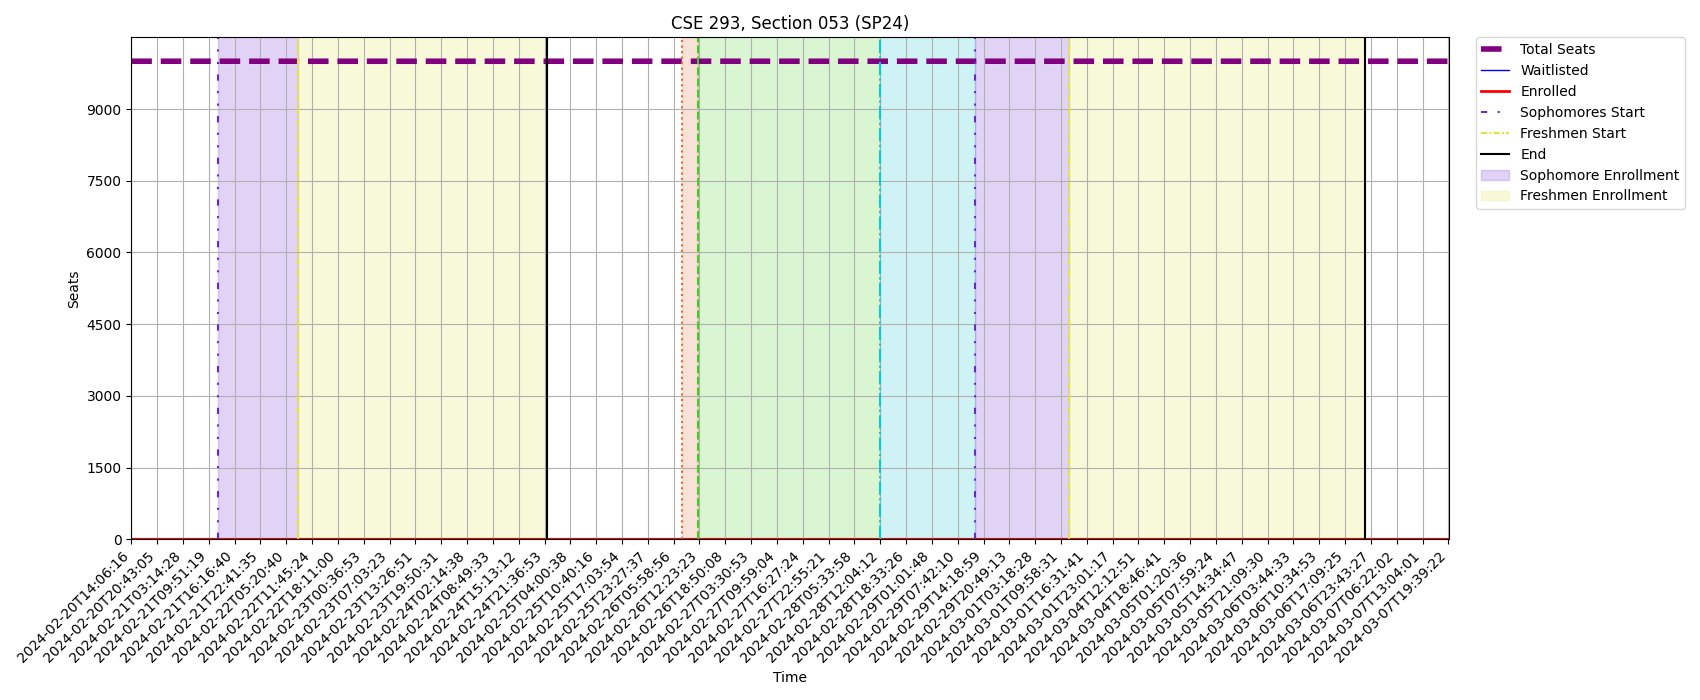 CSE 293, Section 053 (SP24)
Total Seats
Waitlisted
Enrolled
Sophomores Start
Freshmen Start
End
Sophomore Enrollment
Freshmen Enrollment
Seats
9000
7500
6000
4500
3000
1500
0
2024-02-20T14:06:16
2024-02-20T20:43:05
2024-02-21T03:14:28
2024-02-21T09:51:19
2024-02-21T16:16:40
2024-02-21T22:41:35
2024-02-22T05:20:40
2024-02-22T11:45:24
2024-02-22T18:11:00
2024-02-23T00:36:53
2024-02-23T07:03:23
2024-02-23T13:26:51
2024-02-23T19:50:31
2024-02-24T02:14:38
2024-02-24T08:49:33
2024-02-24T15:13:12
2024-02-24T21:36:53
2024-02-25T04:00:38
2024-02-25T10:40:16
2024-02-25T17:03:54
2024-02-25T23:27:37
2024-02-26T05:58:56
2024-02-26T12:23:23
2024-02-26T18:50:08
2024-02-27T03:30:53
2024-02-27T09:59:04
2024-02-27T16:27:24
2024-02-27T22:55:21
2024-02-28T05:33:58
2024-02-28T12:04:12
2024-02-28T18:33:26
2024-02-29T01:01:48
2024-02-29T07:42:10
2024-02-29T14:18:59
2024-02-29T20:49:13
2024-03-01T03:18:28
2024-03-01T09:58:31
2024-03-01T16:31:41
2024-03-01T23:01:17
2024-03-04T12:12:51
2024-03-04T18:46:41
2024-03-05T01:20:36
2024-03-05T07:59:24
2024-03-05T14:34:47
2024-03-05T21:09:30
2024-03-06T03:44:33
2024-03-06T10:34:53
2024-03-06T17:09:25
2024-03-06T23:43:27
2024-03-07T06:22:02
2024-03-07T13:04:01
2024-03-07T19:39:22
Time